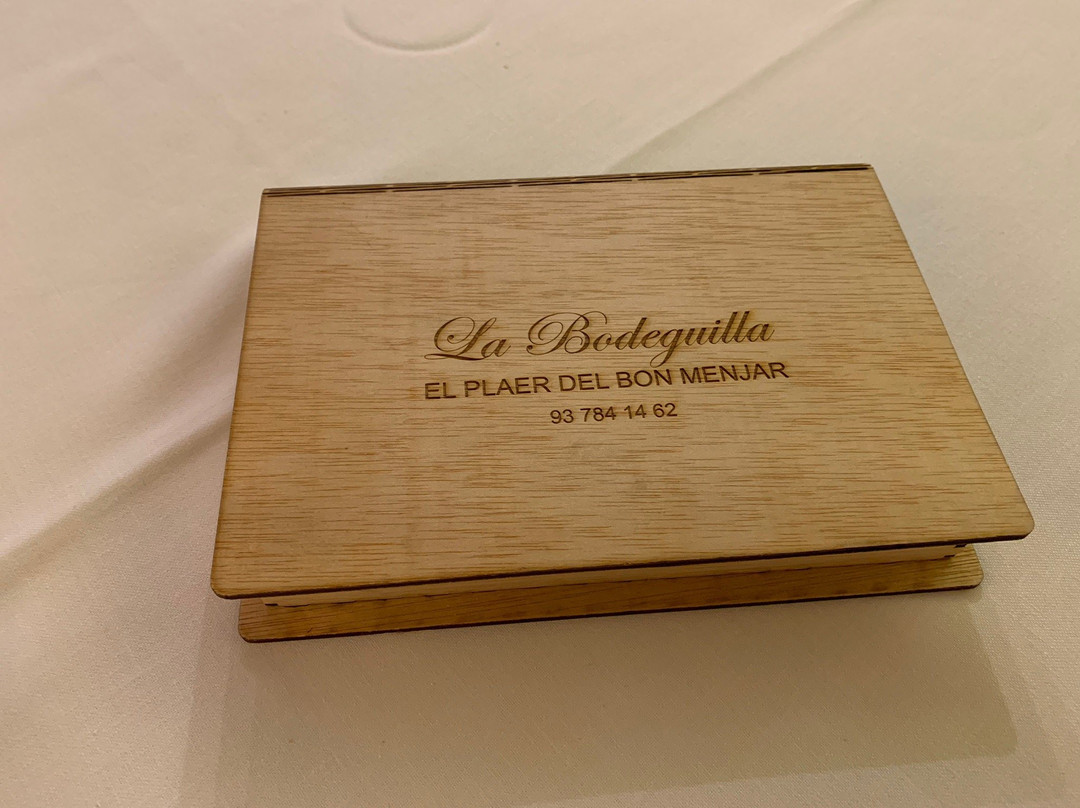 La Bodeguilla
EL PLAER DEL BON MENJAR
93 784 14 62